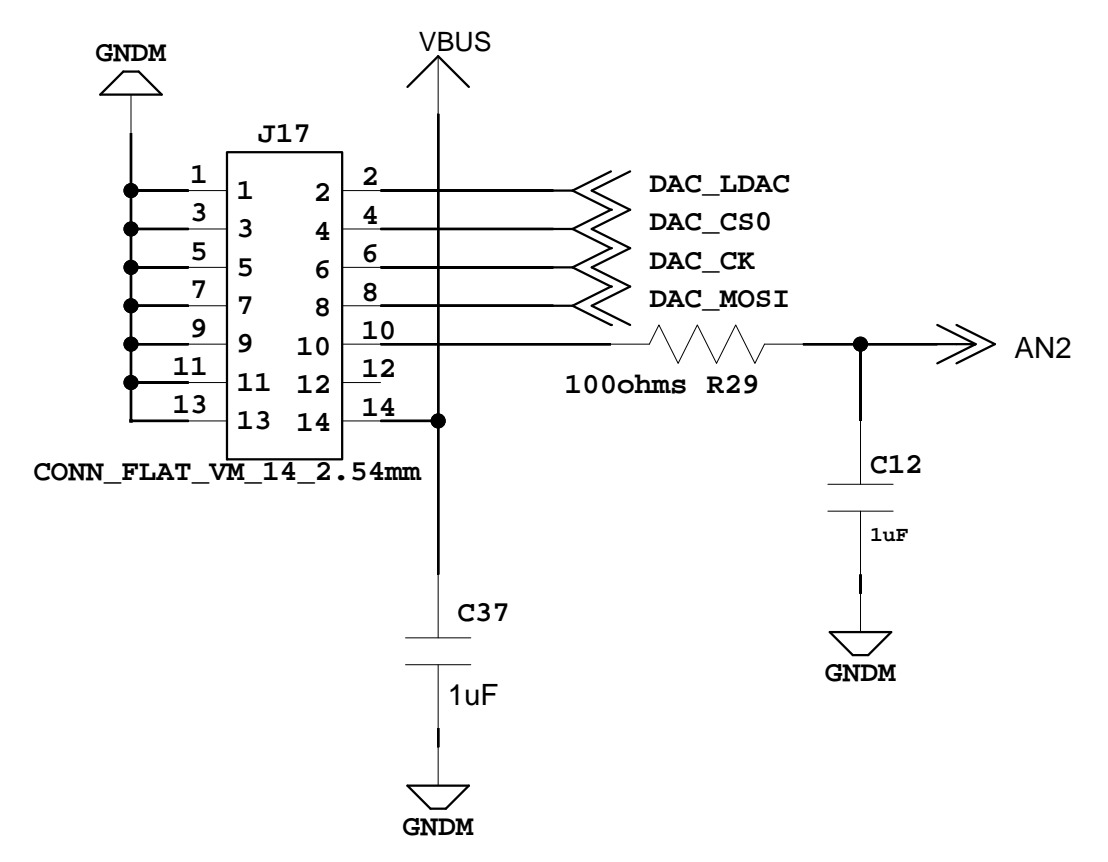 VBUS
GNDM
J17
1 1 2 2 DAC_LDAC
3 3 4 4 DAC_CS0
5 5 6 6 DAC_CK
7 7 8 8 DAC_MOSI
9 9 10 10 AN2
11 11 12 12 100ohms R29
13 13 14 14
CONN_FLAT_VM_14_2.54mm C12
1uF
C37
GNDM
1uF
GNDM